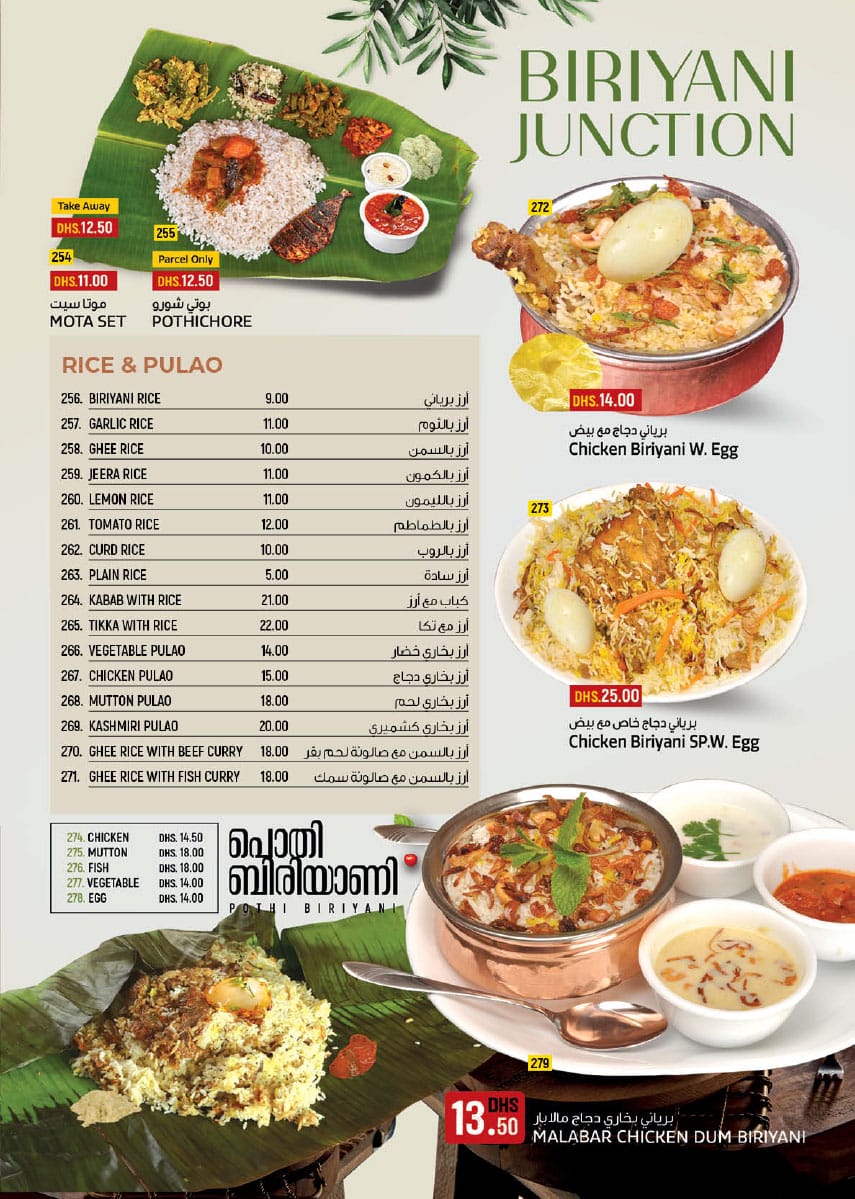 BIRIYANI
JUNCTION
Take Away
DHS.12.50
254
DHS.11.00
موتا سيت
MOTA SET
255
Parcel Only
DHS.12.50
بوتي شورو
POTHICHORE
272
DHS.14.00
برياني دجاج مع بيض
Chicken Biriyani W. Egg
RICE & PULAO
256. BIRIYANI RICE 9.00 أرز برياني
257. GARLIC RICE 11.00 أرز بالثوم
258. GHEE RICE 10.00 أرز بالسمن
259. JEERA RICE 11.00 أرز بالكمون
260. LEMON RICE 11.00 أرز بالليمون
261. TOMATO RICE 12.00 أرز بالطماطم
262. CURD RICE 10.00 أرز بالروب
263. PLAIN RICE 5.00 أرز سادة
264. KABAB WITH RICE 21.00 كباب مع أرز
265. TIKKA WITH RICE 22.00 أرز مع تكا
266. VEGETABLE PULAO 14.00 أرز بخاري خضار
267. CHICKEN PULAO 15.00 أرز بخاري دجاج
268. MUTTON PULAO 18.00 أرز بخاري لحم
269. KASHMIRI PULAO 20.00 أرز بخاري كشميري
270. GHEE RICE WITH BEEF CURRY 18.00 أرز بالسمن مع صالونة لحم بقر
271. GHEE RICE WITH FISH CURRY 18.00 أرز بالسمن مع صالونة سمك
273
DHS.25.00
برياني دجاج خاص مع بيض
Chicken Biriyani SP.W. Egg
274. CHICKEN DHS. 14.50
275. MUTTON DHS. 18.00
276. FISH DHS. 18.00
277. VEGETABLE DHS. 14.00
278. EGG DHS. 14.00
പൊതി
ബിരിയാണി
POTHI BIRIYANI
279
DHS
13.50
برياني بخاري دجاج مالابار
MALABAR CHICKEN DUM BIRIYANI